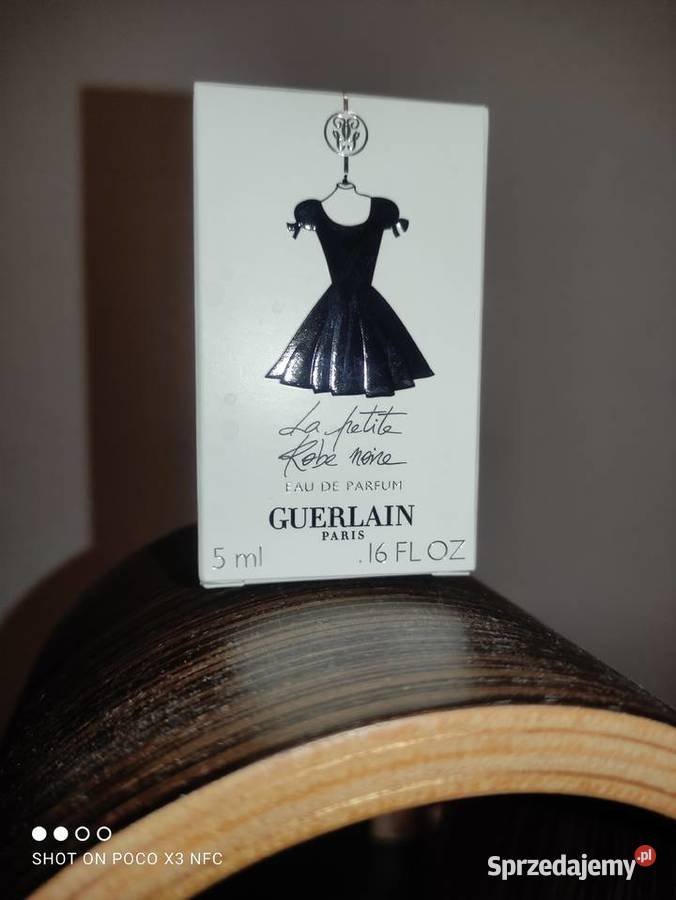 La petite
Robe noire
EAU DE PARFUM
GUERLAIN
PARIS
5 ml .16 FL OZ
SHOT ON POCO X3 NFC
Sprzedajemy.pl